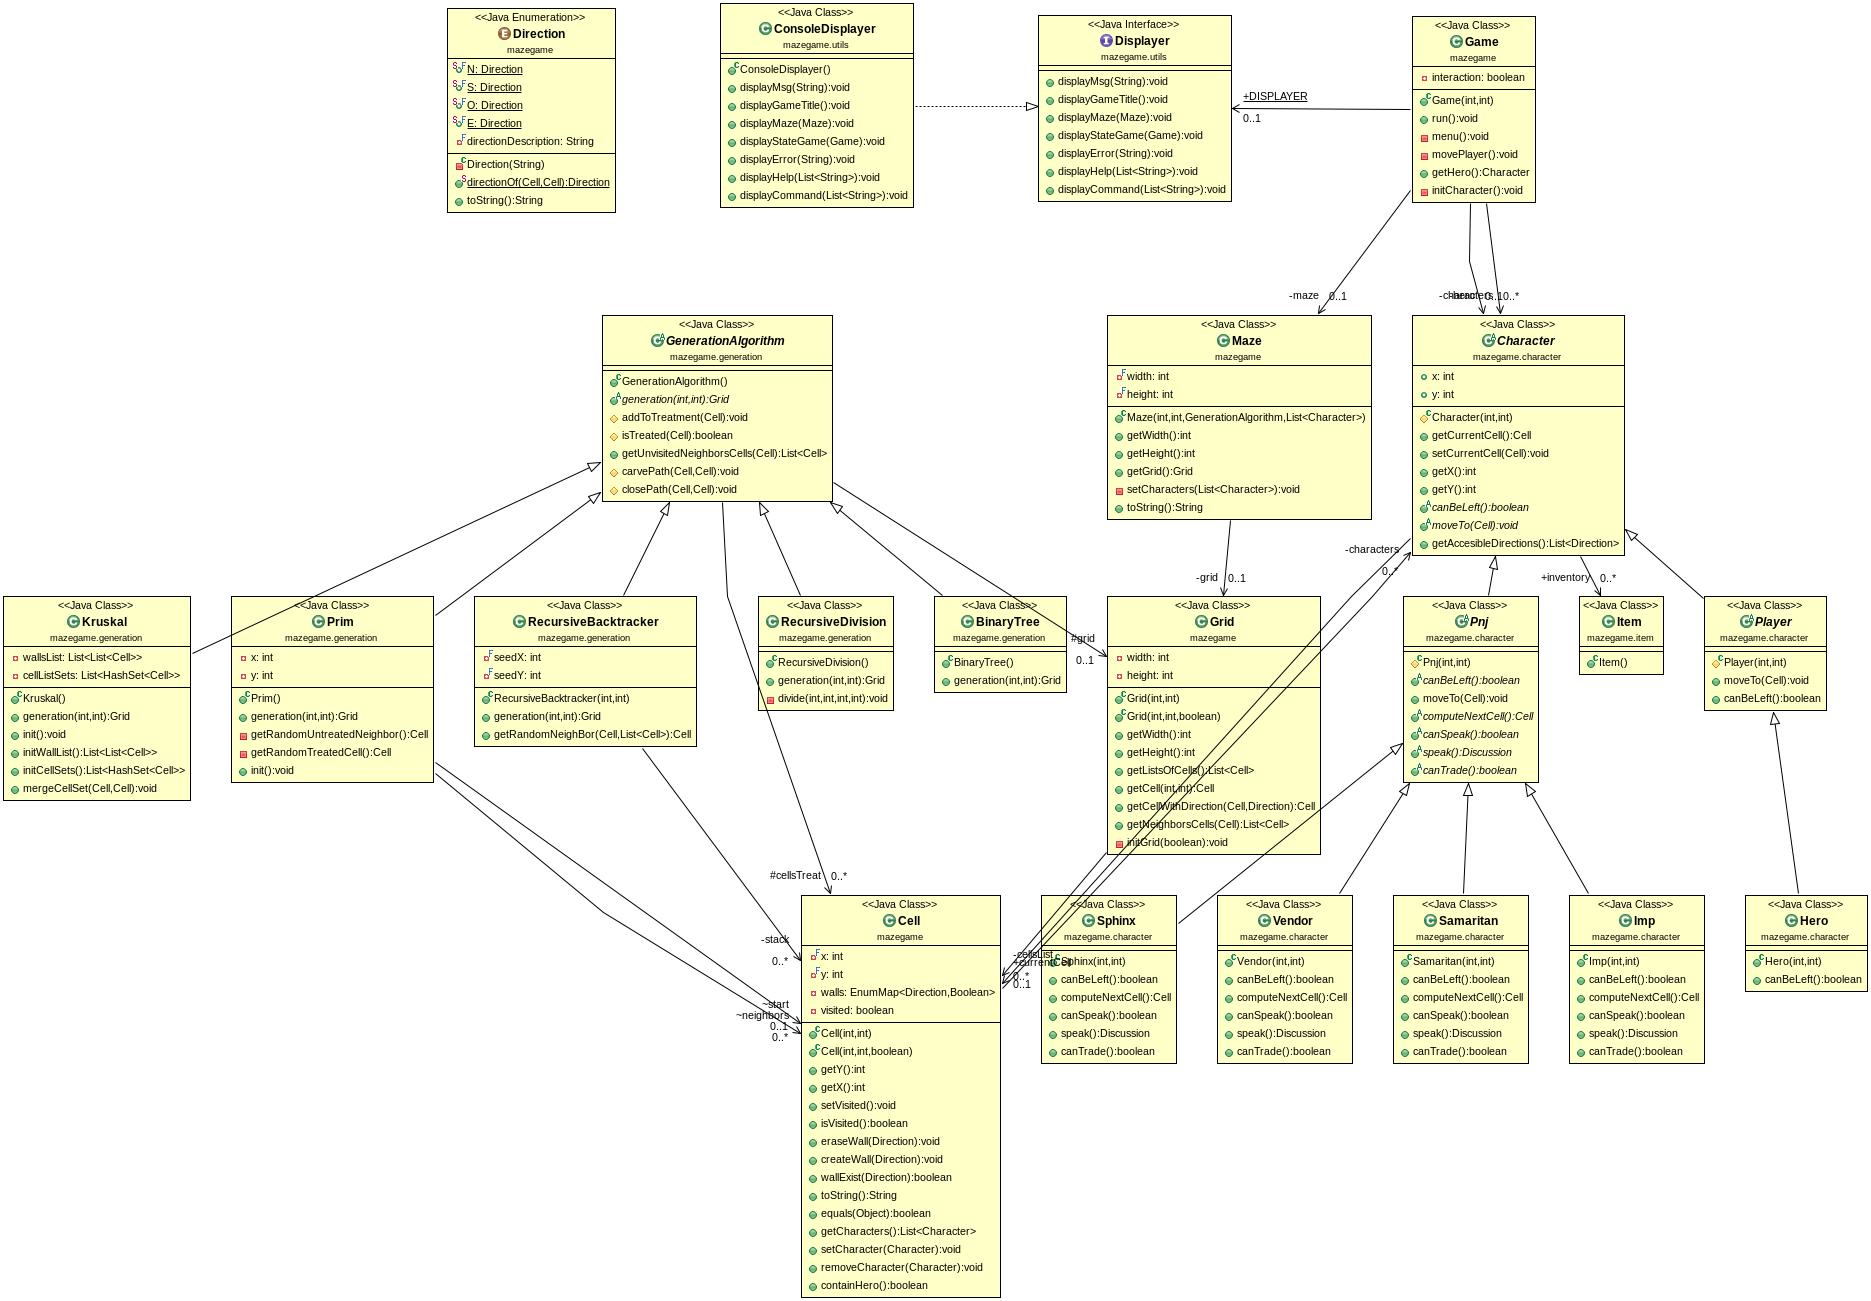 <<Java Enumeration>>
Direction
mazegame
N: Direction
S: Direction
O: Direction
E: Direction
directionDescription: String
Direction(String)
directionOf(Cell,Cell):Direction
toString():String
<<Java Class>>
ConsoleDisplayer
mazegame.utils
ConsoleDisplayer()
displayMsg(String):void
displayGameTitle():void
displayMaze(Maze):void
displayStateGame(Game):void
displayError(String):void
displayHelp(List<String>):void
displayCommand(List<String>):void
<<Java Interface>>
Displayer
mazegame.utils
displayMsg(String):void
displayGameTitle():void
displayMaze(Maze):void
displayStateGame(Game):void
displayError(String):void
displayHelp(List<String>):void
displayCommand(List<String>):void
+DISPLAYER
0..1
<<Java Class>>
Game
mazegame
interaction: boolean
Game(int,int)
run():void
menu():void
movePlayer():void
getHero():Character
initCharacter():void
-maze 0..1
-characters 0..10..*
<<Java Class>>
GenerationAlgorithm
mazegame.generation
GenerationAlgorithm()
generation(int,int):Grid
addToTreatment(Cell):void
isTreated(Cell):boolean
getUnvisitedNeighborsCells(Cell):List<Cell>
carvePath(Cell,Cell):void
closePath(Cell,Cell):void
<<Java Class>>
Maze
mazegame
width: int
height: int
Maze(int,int,GenerationAlgorithm,List<Character>)
getWidth():int
getHeight():int
getGrid():Grid
setCharacters(List<Character>):void
toString():String
<<Java Class>>
Character
mazegame.character
x: int
y: int
Character(int,int)
getCurrentCell():Cell
setCurrentCell(Cell):void
getX():int
getY():int
canBeLeft():boolean
moveTo(Cell):void
getAccesibleDirections():List<Direction>
-characters
0..*
-grid 0..1
+inventory 0..*
<<Java Class>>
Kruskal
mazegame.generation
wallsList: List<List<Cell>>
cellListSets: List<HashSet<Cell>>
Kruskal()
generation(int,int):Grid
init():void
initWallList():List<List<Cell>>
initCellSets():List<HashSet<Cell>>
mergeCellSet(Cell,Cell):void
<<Java Class>>
Prim
mazegame.generation
x: int
y: int
Prim()
generation(int,int):Grid
getRandomUntreatedNeighbor():Cell
getRandomTreatedCell():Cell
init():void
<<Java Class>>
RecursiveBacktracker
mazegame.generation
seedX: int
seedY: int
RecursiveBacktracker(int,int)
generation(int,int):Grid
getRandomNeighBor(Cell,List<Cell>):Cell
<<Java Class>>
RecursiveDivision
mazegame.generation
RecursiveDivision()
generation(int,int):Grid
divide(int,int,int,int):void
<<Java Class>>
BinaryTree
mazegame.generation
BinaryTree()
generation(int,int):Grid
#grid
0..1
<<Java Class>>
Grid
mazegame
width: int
height: int
Grid(int,int)
Grid(int,int,boolean)
getWidth():int
getHeight():int
getListsOfCells():List<Cell>
getCell(int,int):Cell
getCellWithDirection(Cell,Direction):Cell
getNeighborsCells(Cell):List<Cell>
initGrid(boolean):void
<<Java Class>>
Pnj
mazegame.character
Pnj(int,int)
canBeLeft():boolean
moveTo(Cell):void
computeNextCell():Cell
canSpeak():boolean
speak():Discussion
canTrade():boolean
<<Java Class>>
Item
mazegame.item
Item()
<<Java Class>>
Player
mazegame.character
Player(int,int)
moveTo(Cell):void
canBeLeft():boolean
#cellsTreat 0..*
-stack
0..*
~start
~neighbors
0..1
0..*
<<Java Class>>
Cell
mazegame
x: int
y: int
walls: EnumMap<Direction,Boolean>
visited: boolean
Cell(int,int)
Cell(int,int,boolean)
getY():int
getX():int
setVisited():void
isVisited():boolean
eraseWall(Direction):void
createWall(Direction):void
wallExist(Direction):boolean
toString():String
equals(Object):boolean
getCharacters():List<Character>
setCharacter(Character):void
removeCharacter(Character):void
containHero():boolean
-cellsList
+currentCell
0..*
0..1
<<Java Class>>
Sphinx
mazegame.character
Sphinx(int,int)
canBeLeft():boolean
computeNextCell():Cell
canSpeak():boolean
speak():Discussion
canTrade():boolean
<<Java Class>>
Vendor
mazegame.character
Vendor(int,int)
canBeLeft():boolean
computeNextCell():Cell
canSpeak():boolean
speak():Discussion
canTrade():boolean
<<Java Class>>
Samaritan
mazegame.character
Samaritan(int,int)
canBeLeft():boolean
computeNextCell():Cell
canSpeak():boolean
speak():Discussion
canTrade():boolean
<<Java Class>>
Imp
mazegame.character
Imp(int,int)
canBeLeft():boolean
computeNextCell():Cell
canSpeak():boolean
speak():Discussion
canTrade():boolean
<<Java Class>>
Hero
mazegame.character
Hero(int,int)
canBeLeft():boolean